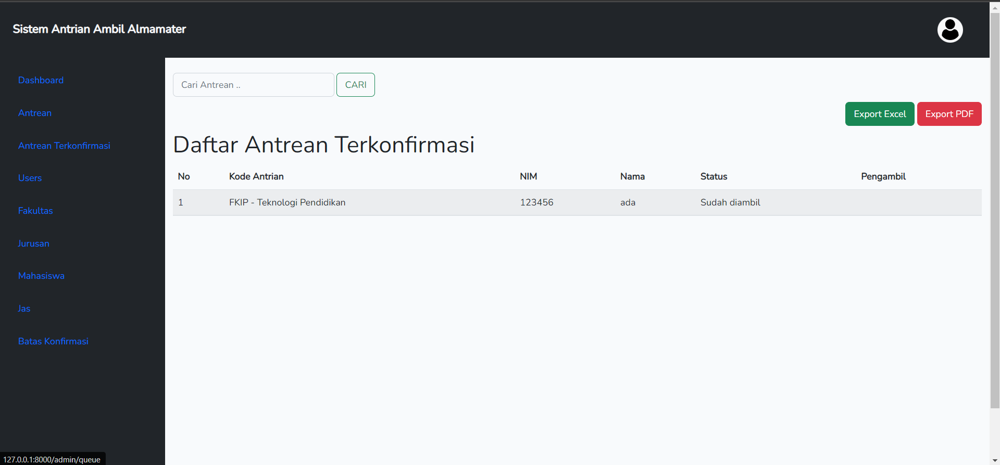 Sistem Antrian Ambil Almamater
Dashboard
Antrean
Antrean Terkonfirmasi
Users
Fakultas
Jurusan
Mahasiswa
Jas
Batas Konfirmasi
Cari Antrean ..
CARI
Export Excel
Export PDF
Daftar Antrean Terkonfirmasi
No Kode Antrian NIM Nama Status Pengambil
1 FKIP - Teknologi Pendidikan 123456 ada Sudah diambil
127.0.0.1:8000/admin/queue